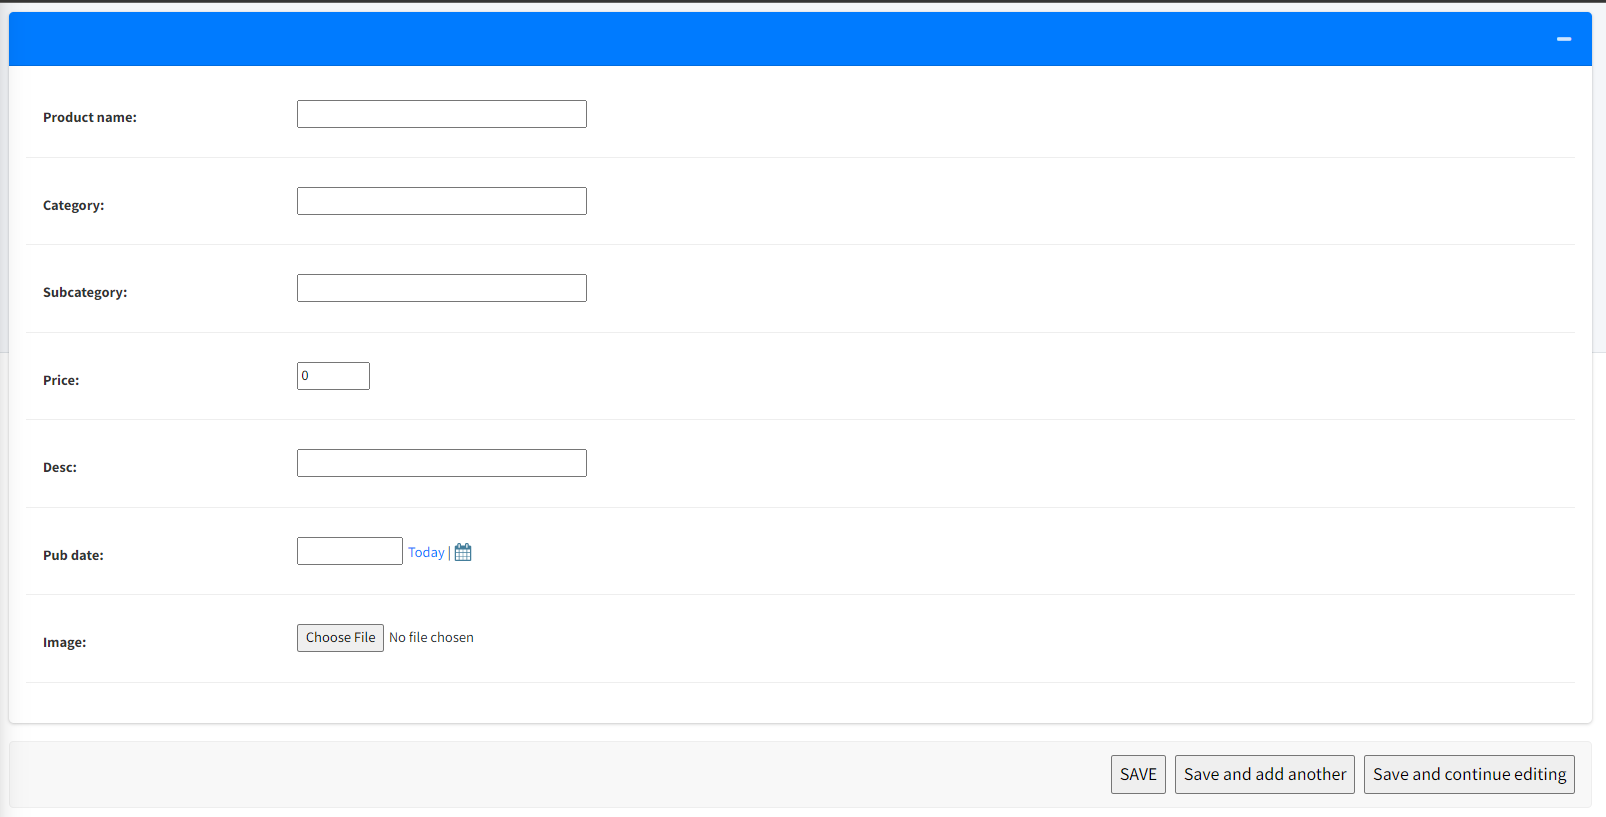 Product name:
Category:
Subcategory:
Price: 0
Desc:
Pub date: Today |
Image: Choose File No file chosen
SAVE Save and add another Save and continue editing